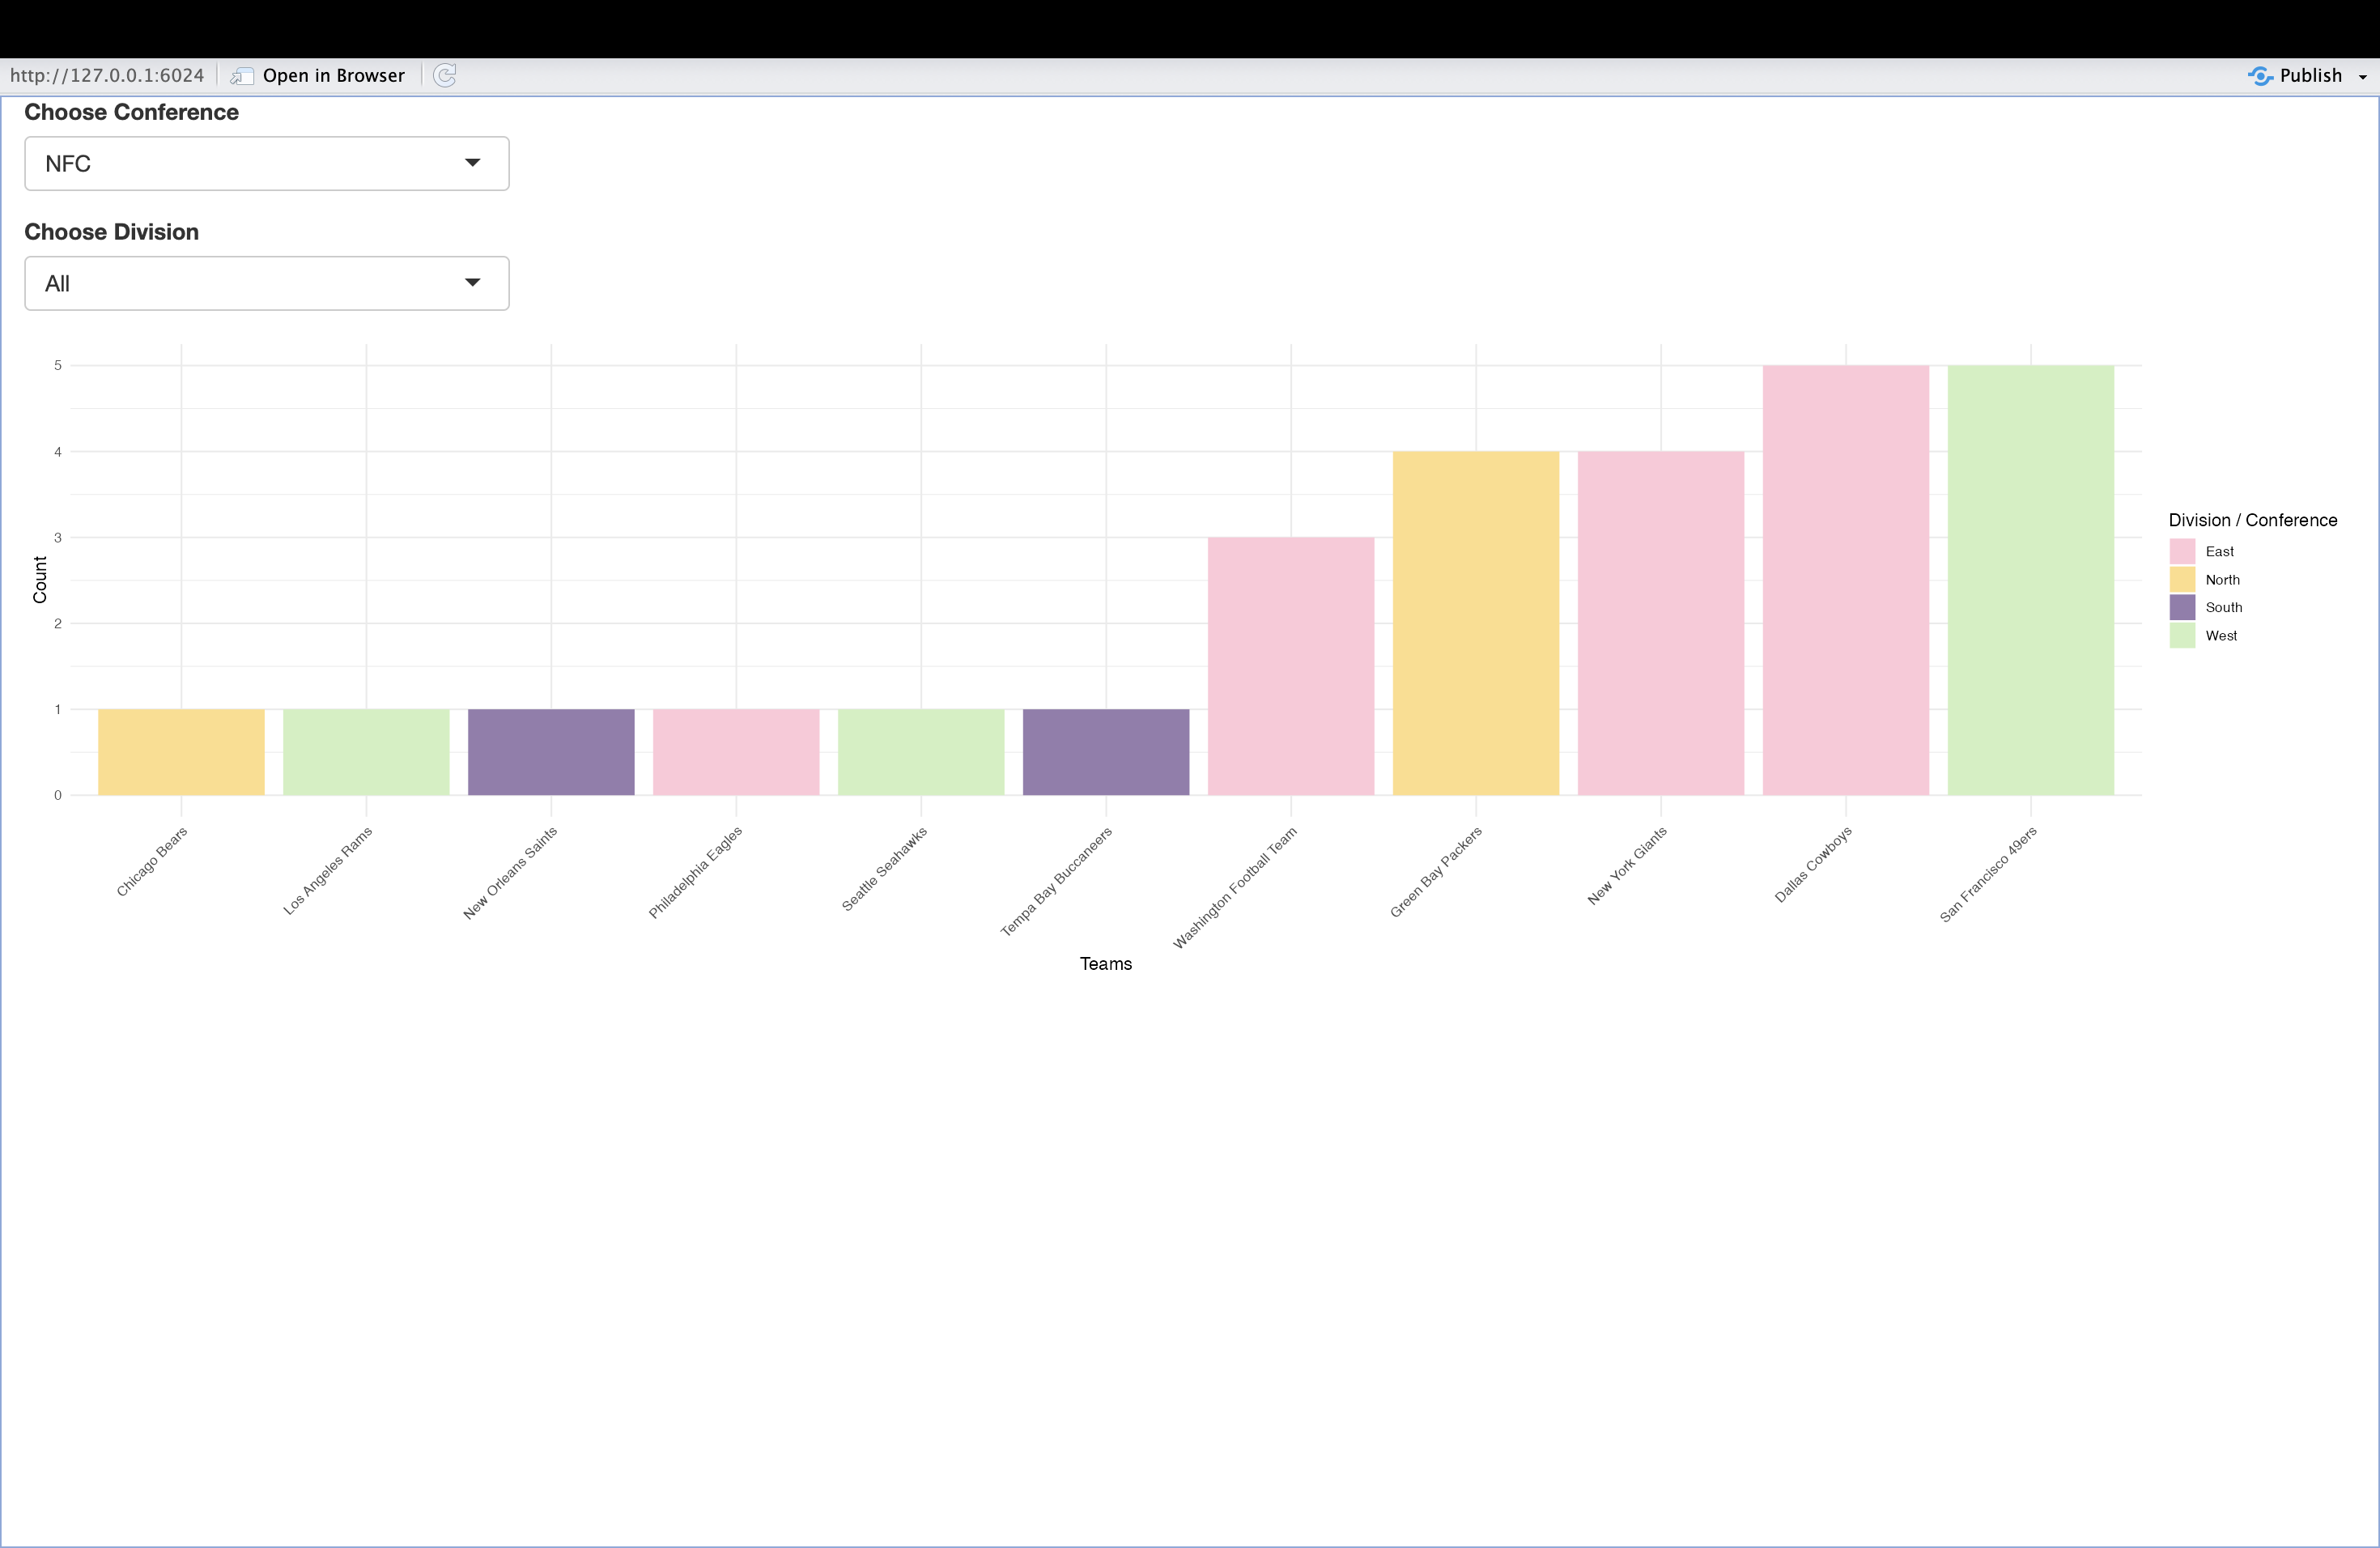 http://127.0.0.1:6024 Open in Browser Publish
Choose Conference
NFC
Choose Division
All
5
4
3
2
1
0
Count
Chicago Bears
Los Angeles Rams
New Orleans Saints
Philadelphia Eagles
Seattle Seahawks
Tempa Bay Buccaneers
Washington Football Team
Green Bay Packers
New York Giants
Dallas Cowboys
San Francisco 49ers
Teams
Division / Conference
East
North
South
West